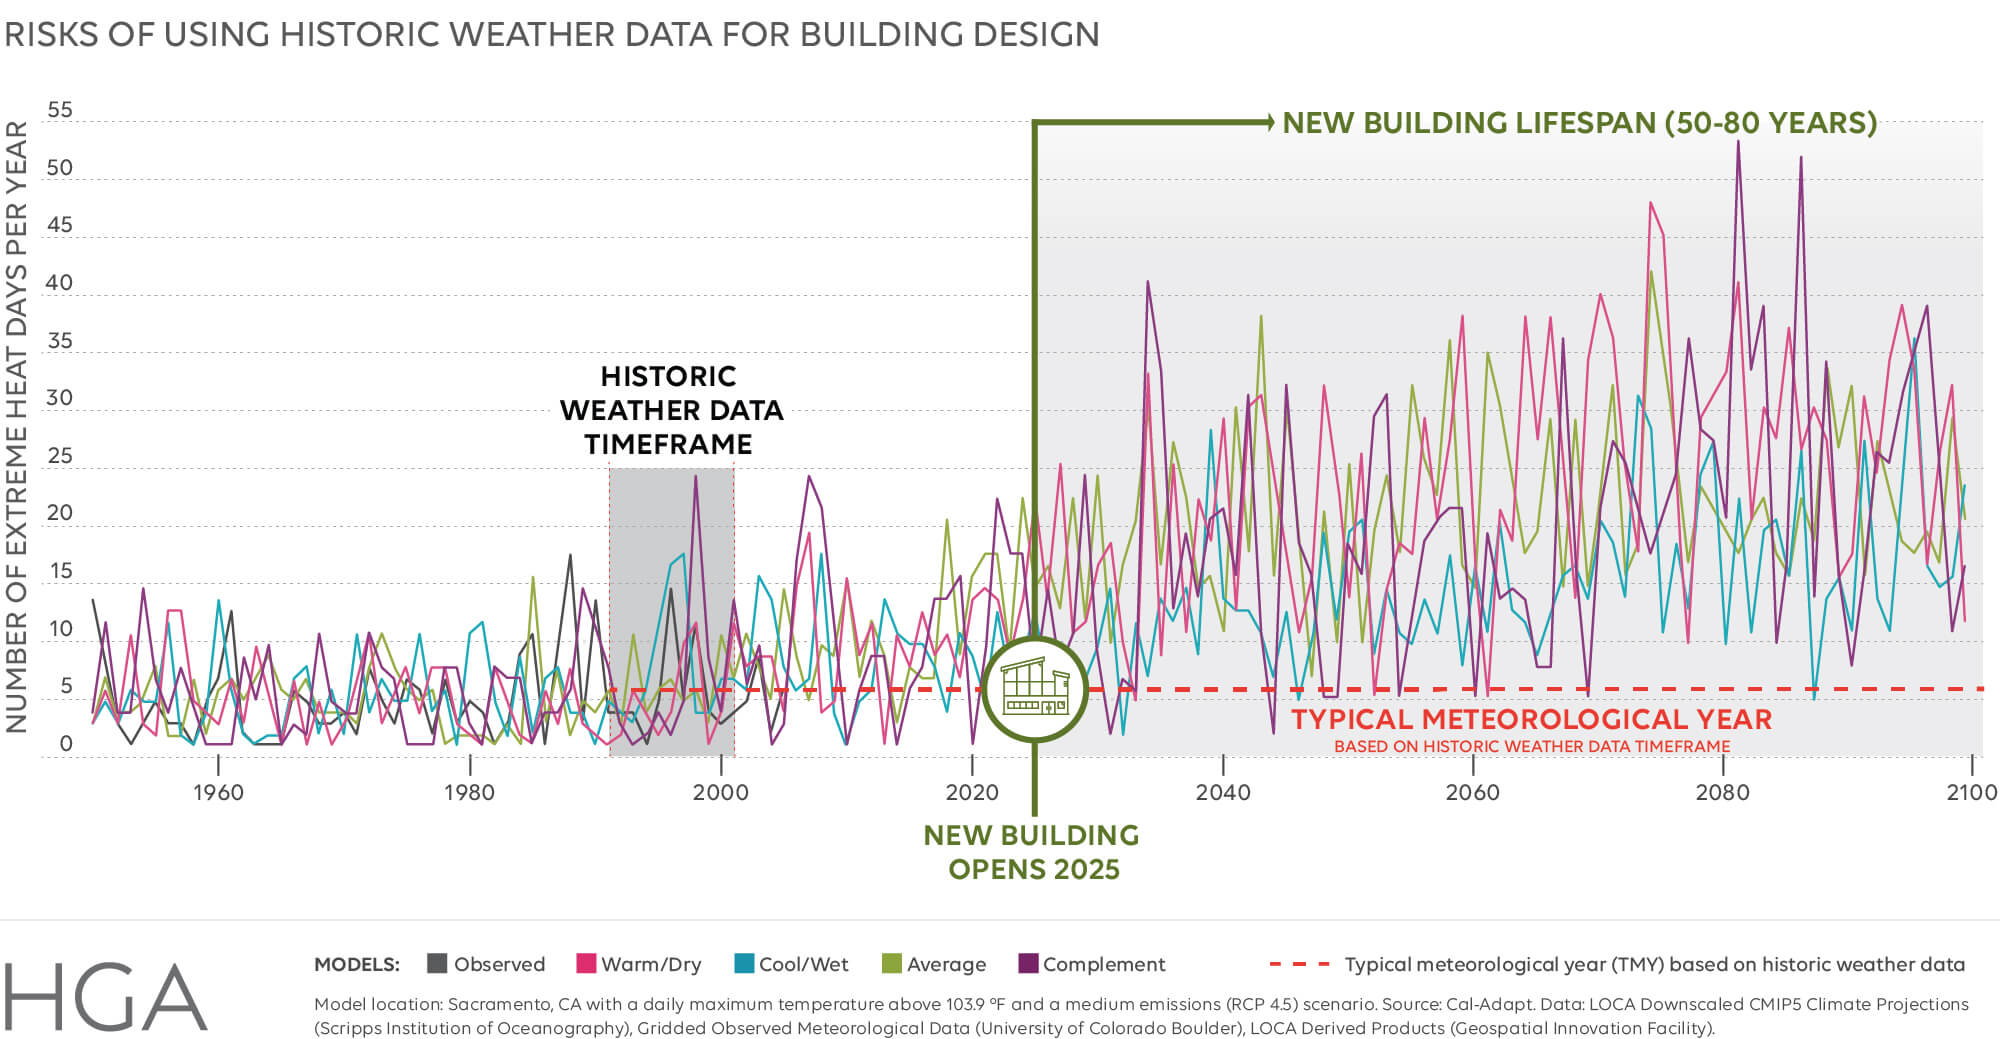 RISKS OF USING HISTORIC WEATHER DATA FOR BUILDING DESIGN
NUMBER OF EXTREME HEAT DAYS PER YEAR
55
50
45
40
35
30
25
20
15
10
5
0
NEW BUILDING LIFESPAN (50-80 YEARS)
HISTORIC
WEATHER DATA
TIMEFRAME
TYPICAL METEOROLOGICAL YEAR
BASED ON HISTORIC WEATHER DATA TIMEFRAME
1960
1980
2000
2020
2040
2060
2080
2100
NEW BUILDING
OPENS 2025
HGA
MODELS: Observed Warm/Dry Cool/Wet Average Complement Typical meteorological year (TMY) based on historic weather data
Model location: Sacramento, CA with a daily maximum temperature above 103.9 ºF and a medium emissions (RCP 4.5) scenario. Source: Cal-Adapt. Data: LOCA Downscaled CMIP5 Climate Projections
(Scripps Institution of Oceanography), Gridded Observed Meteorological Data (University of Colorado Boulder), LOCA Derived Products (Geospatial Innovation Facility).